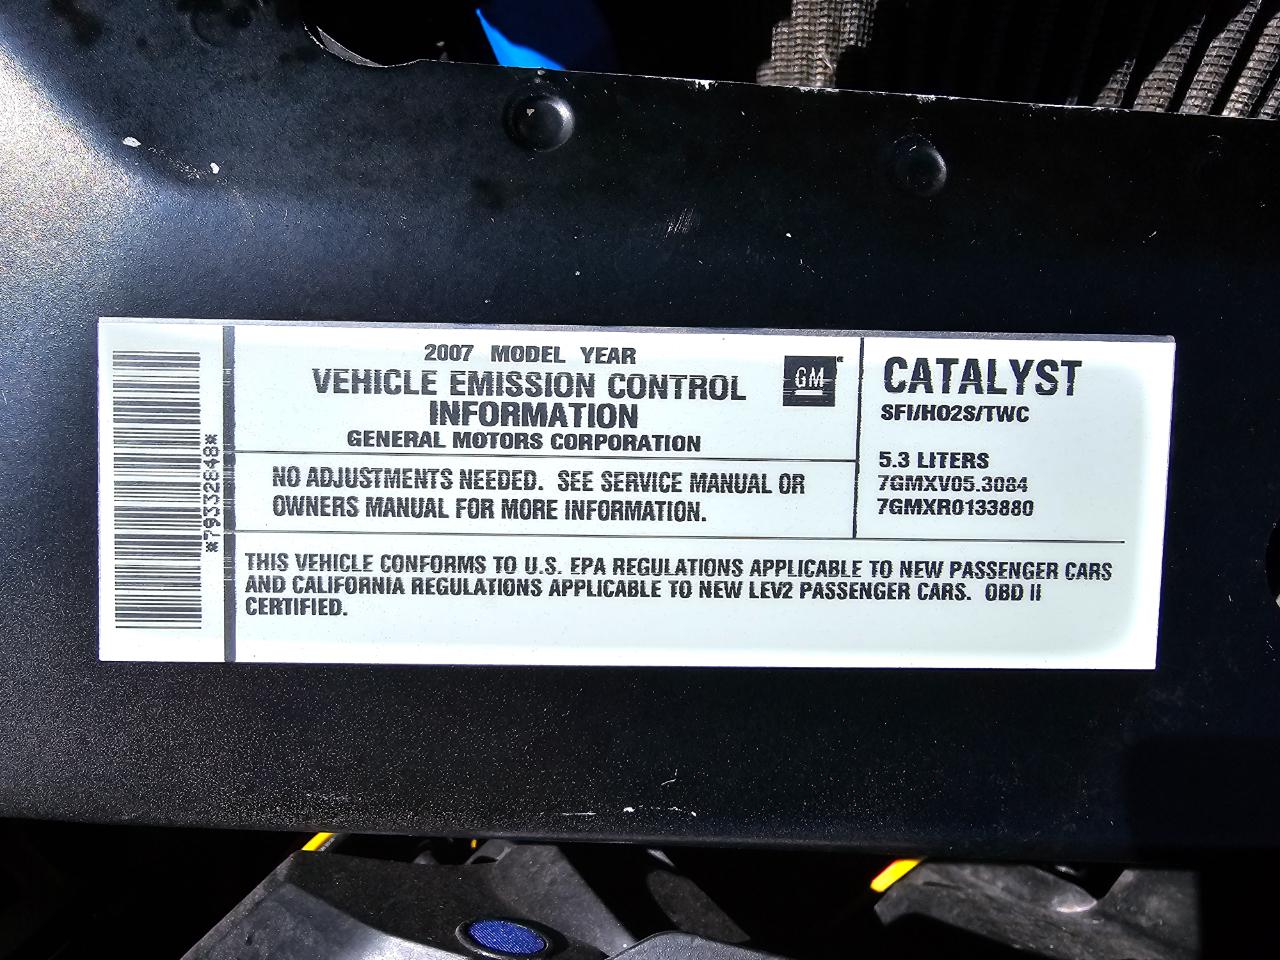 *79332848*
2007 MODEL YEAR
VEHICLE EMISSION CONTROL
INFORMATION
GENERAL MOTORS CORPORATION
GM
NO ADJUSTMENTS NEEDED. SEE SERVICE MANUAL OR
OWNERS MANUAL FOR MORE INFORMATION.
CATALYST
SFI/HO2S/TWC
5.3 LITERS
7GMXV05.3084
7GMXR0133880
THIS VEHICLE CONFORMS TO U.S. EPA REGULATIONS APPLICABLE TO NEW PASSENGER CARS
AND CALIFORNIA REGULATIONS APPLICABLE TO NEW LEV2 PASSENGER CARS. OBD II
CERTIFIED.